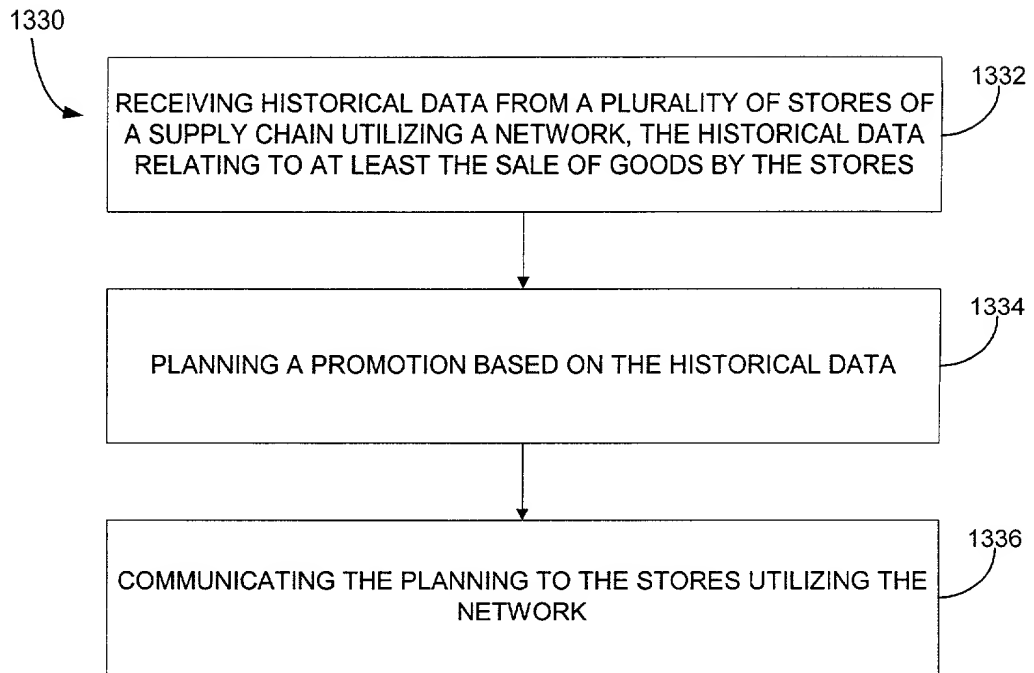 1330
1332
RECEIVING HISTORICAL DATA FROM A PLURALITY OF STORES OF
A SUPPLY CHAIN UTILIZING A NETWORK, THE HISTORICAL DATA
RELATING TO AT LEAST THE SALE OF GOODS BY THE STORES
1334
PLANNING A PROMOTION BASED ON THE HISTORICAL DATA
1336
COMMUNICATING THE PLANNING TO THE STORES UTILIZING THE
NETWORK